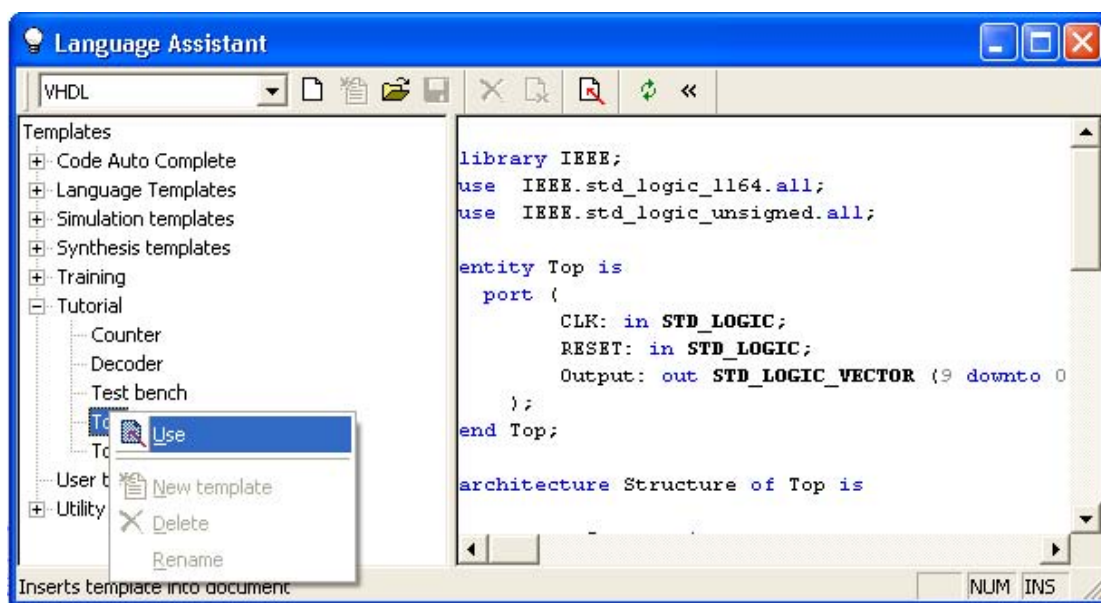 Language Assistant
VHDL
Templates
Code Auto Complete
Language Templates
Simulation templates
Synthesis templates
Training
Tutorial
Counter
Decoder
Test bench
Use
User
New template
Utility
Delete
Rename
library IEEE;
use IEEE.std_logic_1164.all;
use IEEE.std_logic_unsigned.all;
entity Top is
port (
CLK: in STD_LOGIC;
RESET: in STD_LOGIC;
Output: out STD_LOGIC_VECTOR (9 downto 0
);
end Top;
architecture Structure of Top is
Inserts template into document
NUM INS